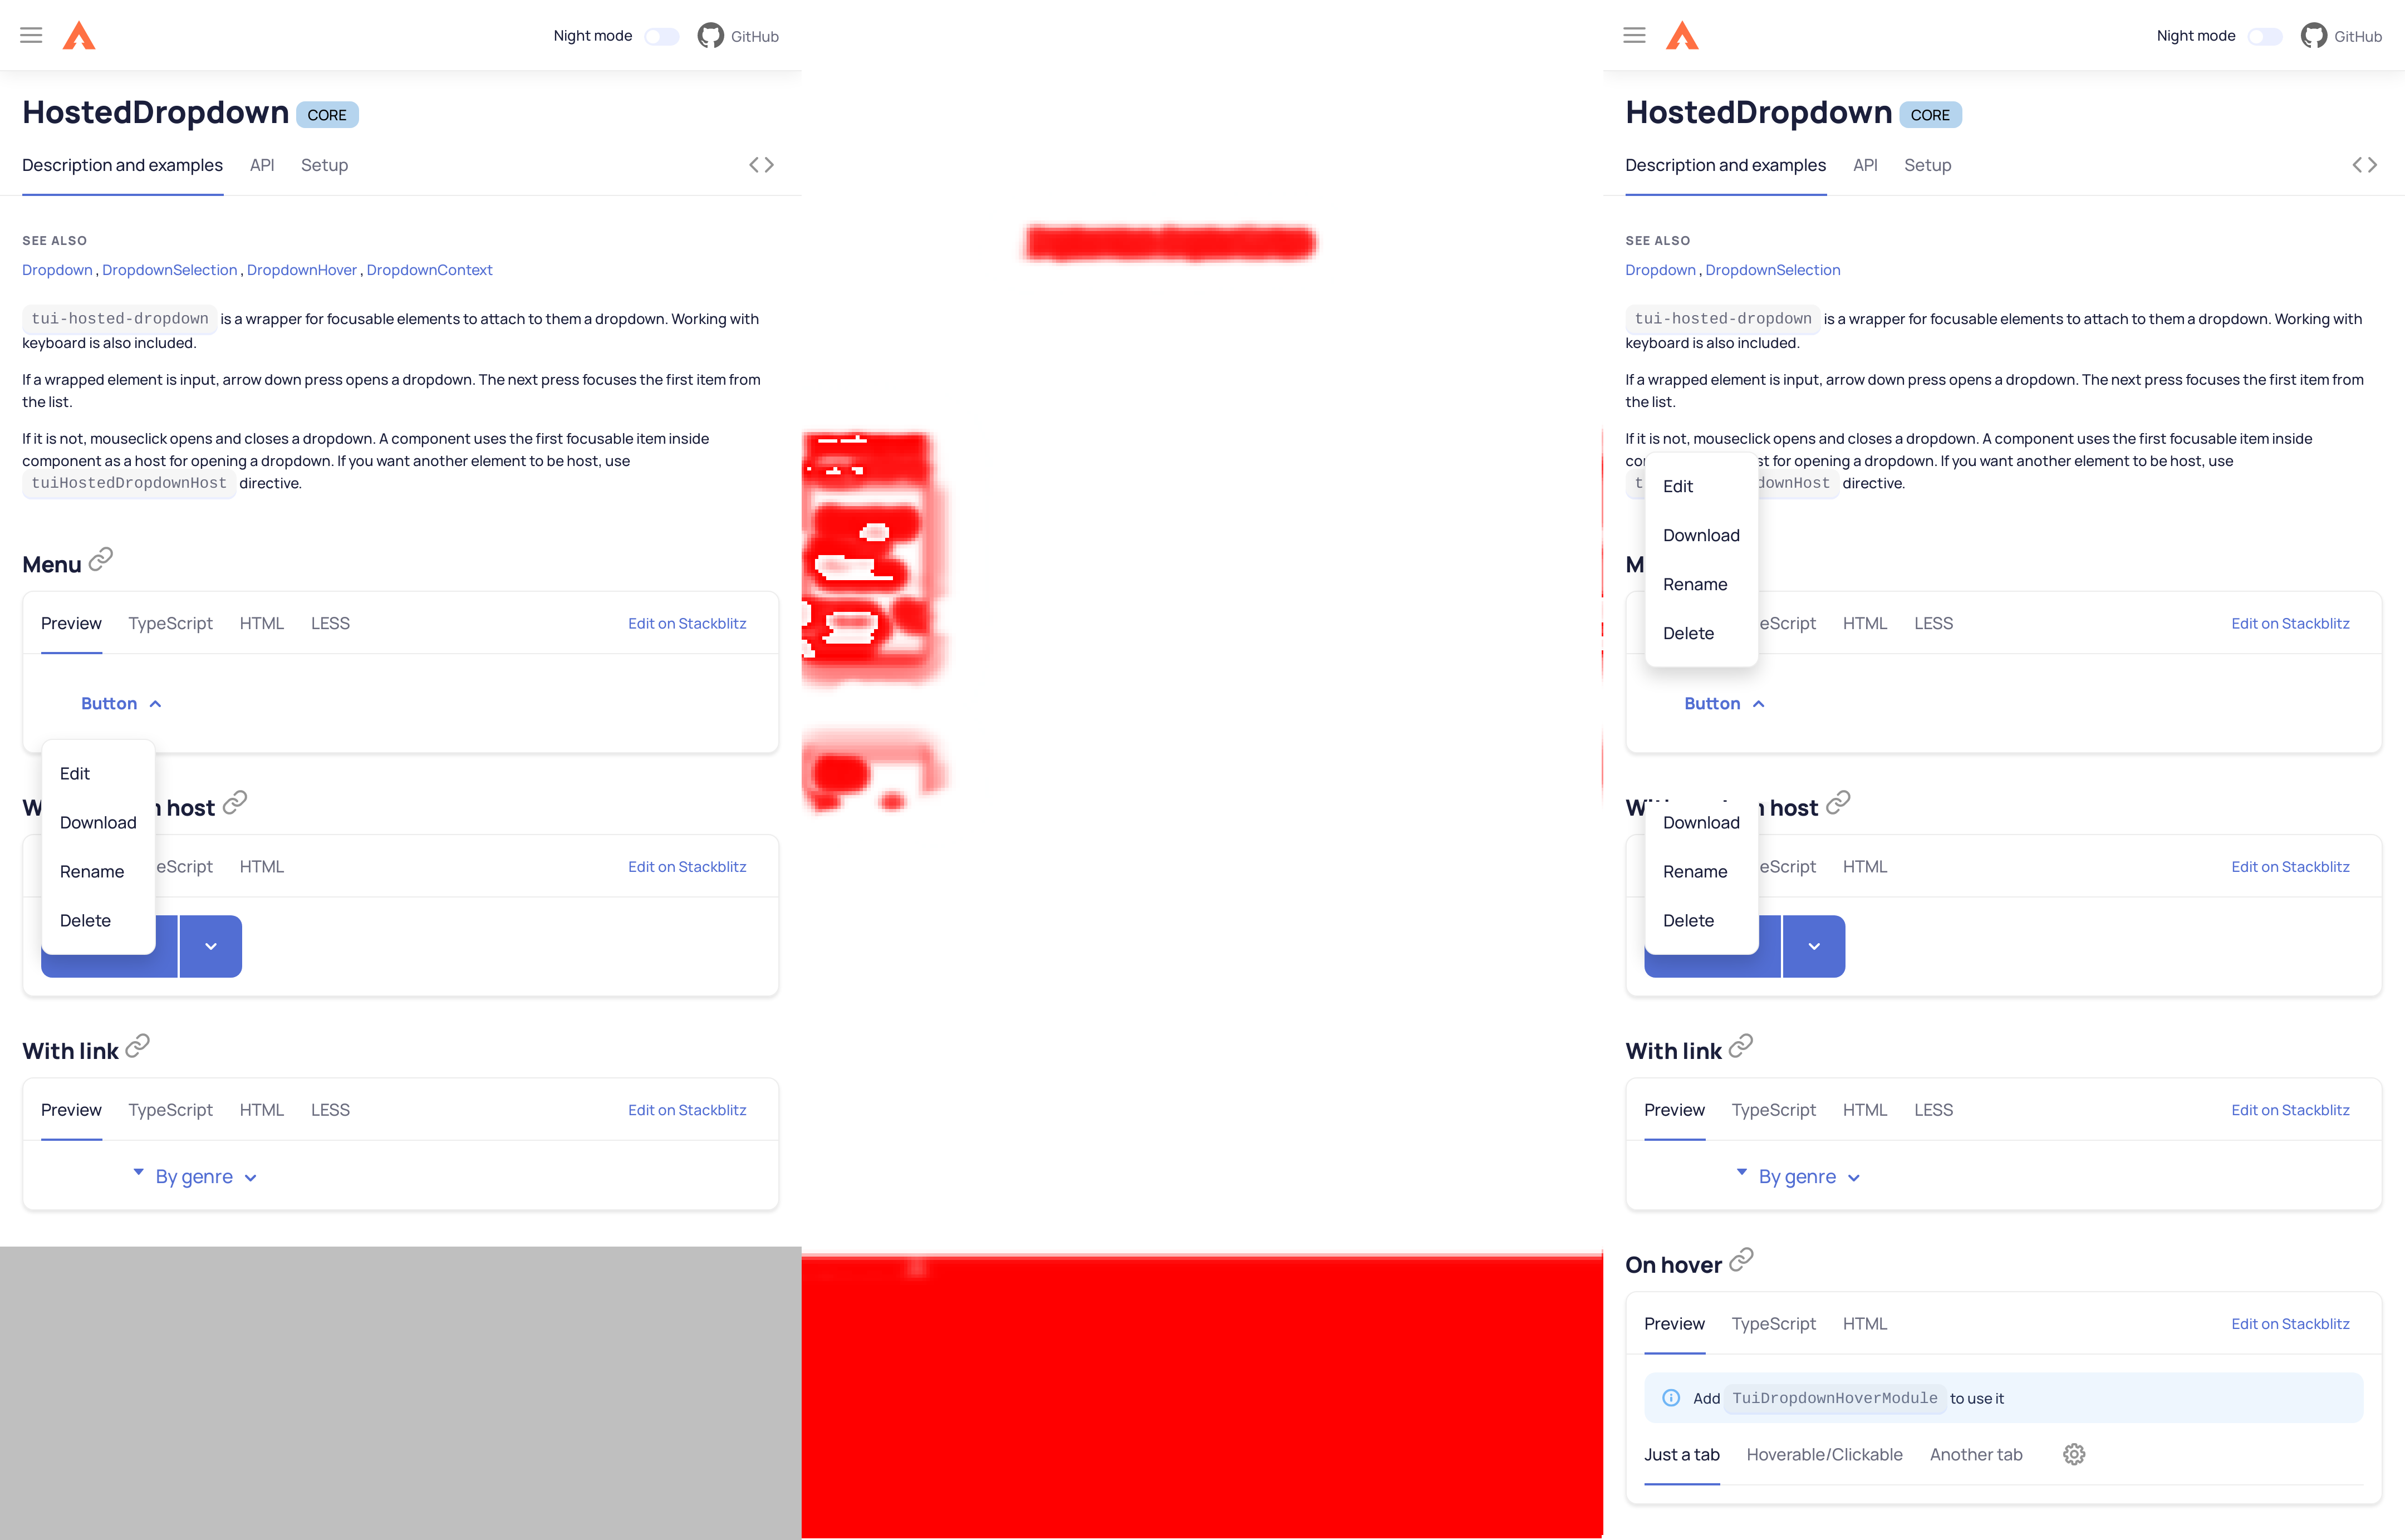 Night mode GitHub
HostedDropdown CORE
Description and examples API Setup
SEE ALSO
Dropdown , DropdownSelection , DropdownHover , DropdownContext
tui-hosted-dropdown is a wrapper for focusable elements to attach to them a dropdown. Working with
keyboard is also included.
If a wrapped element is input, arrow down press opens a dropdown. The next press focuses the first item from
the list.
If it is not, mouseclick opens and closes a dropdown. A component uses the first focusable item inside
component as a host for opening a dropdown. If you want another element to be host, use
tuiHostedDropdownHost directive.
Menu
Preview TypeScript HTML LESS Edit on Stackblitz
Button
Edit
host
Download
eScript HTML Edit on Stackblitz
Rename
Delete
With link
Preview TypeScript HTML LESS Edit on Stackblitz
By genre
Night mode GitHub
HostedDropdown CORE
Description and examples API Setup
SEE ALSO
Dropdown , DropdownSelection
tui-hosted-dropdown is a wrapper for focusable elements to attach to them a dropdown. Working with
keyboard is also included.
If a wrapped element is input, arrow down press opens a dropdown. The next press focuses the first item from
the list.
If it is not, mouseclick opens and closes a dropdown. A component uses the first focusable item inside
st for opening a dropdown. If you want another element to be host, use
downHost directive.
Edit
Download
Rename
eScript HTML LESS Edit on Stackblitz
Delete
Button
host
Download
eScript HTML Edit on Stackblitz
Rename
Delete
With link
Preview TypeScript HTML LESS Edit on Stackblitz
By genre
On hover
Preview TypeScript HTML Edit on Stackblitz
Add TuiDropdownHoverModule to use it
Just a tab Hoverable/Clickable Another tab